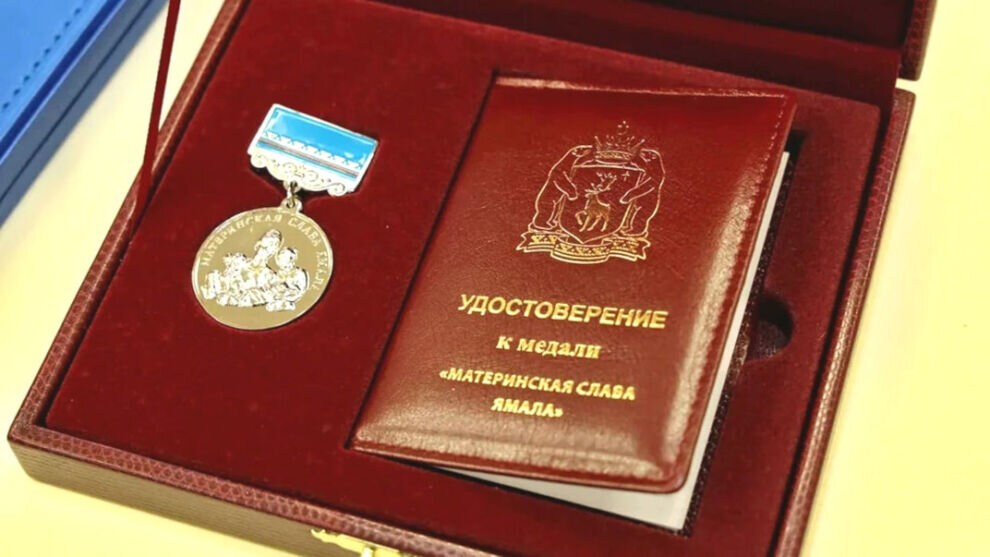 МАТЕРИНСКАЯ СЛАВА ЯМАЛА
УДОСТОВЕРЕНИЕ
к медали
«МАТЕРИНСКАЯ СЛАВА
ЯМАЛА»